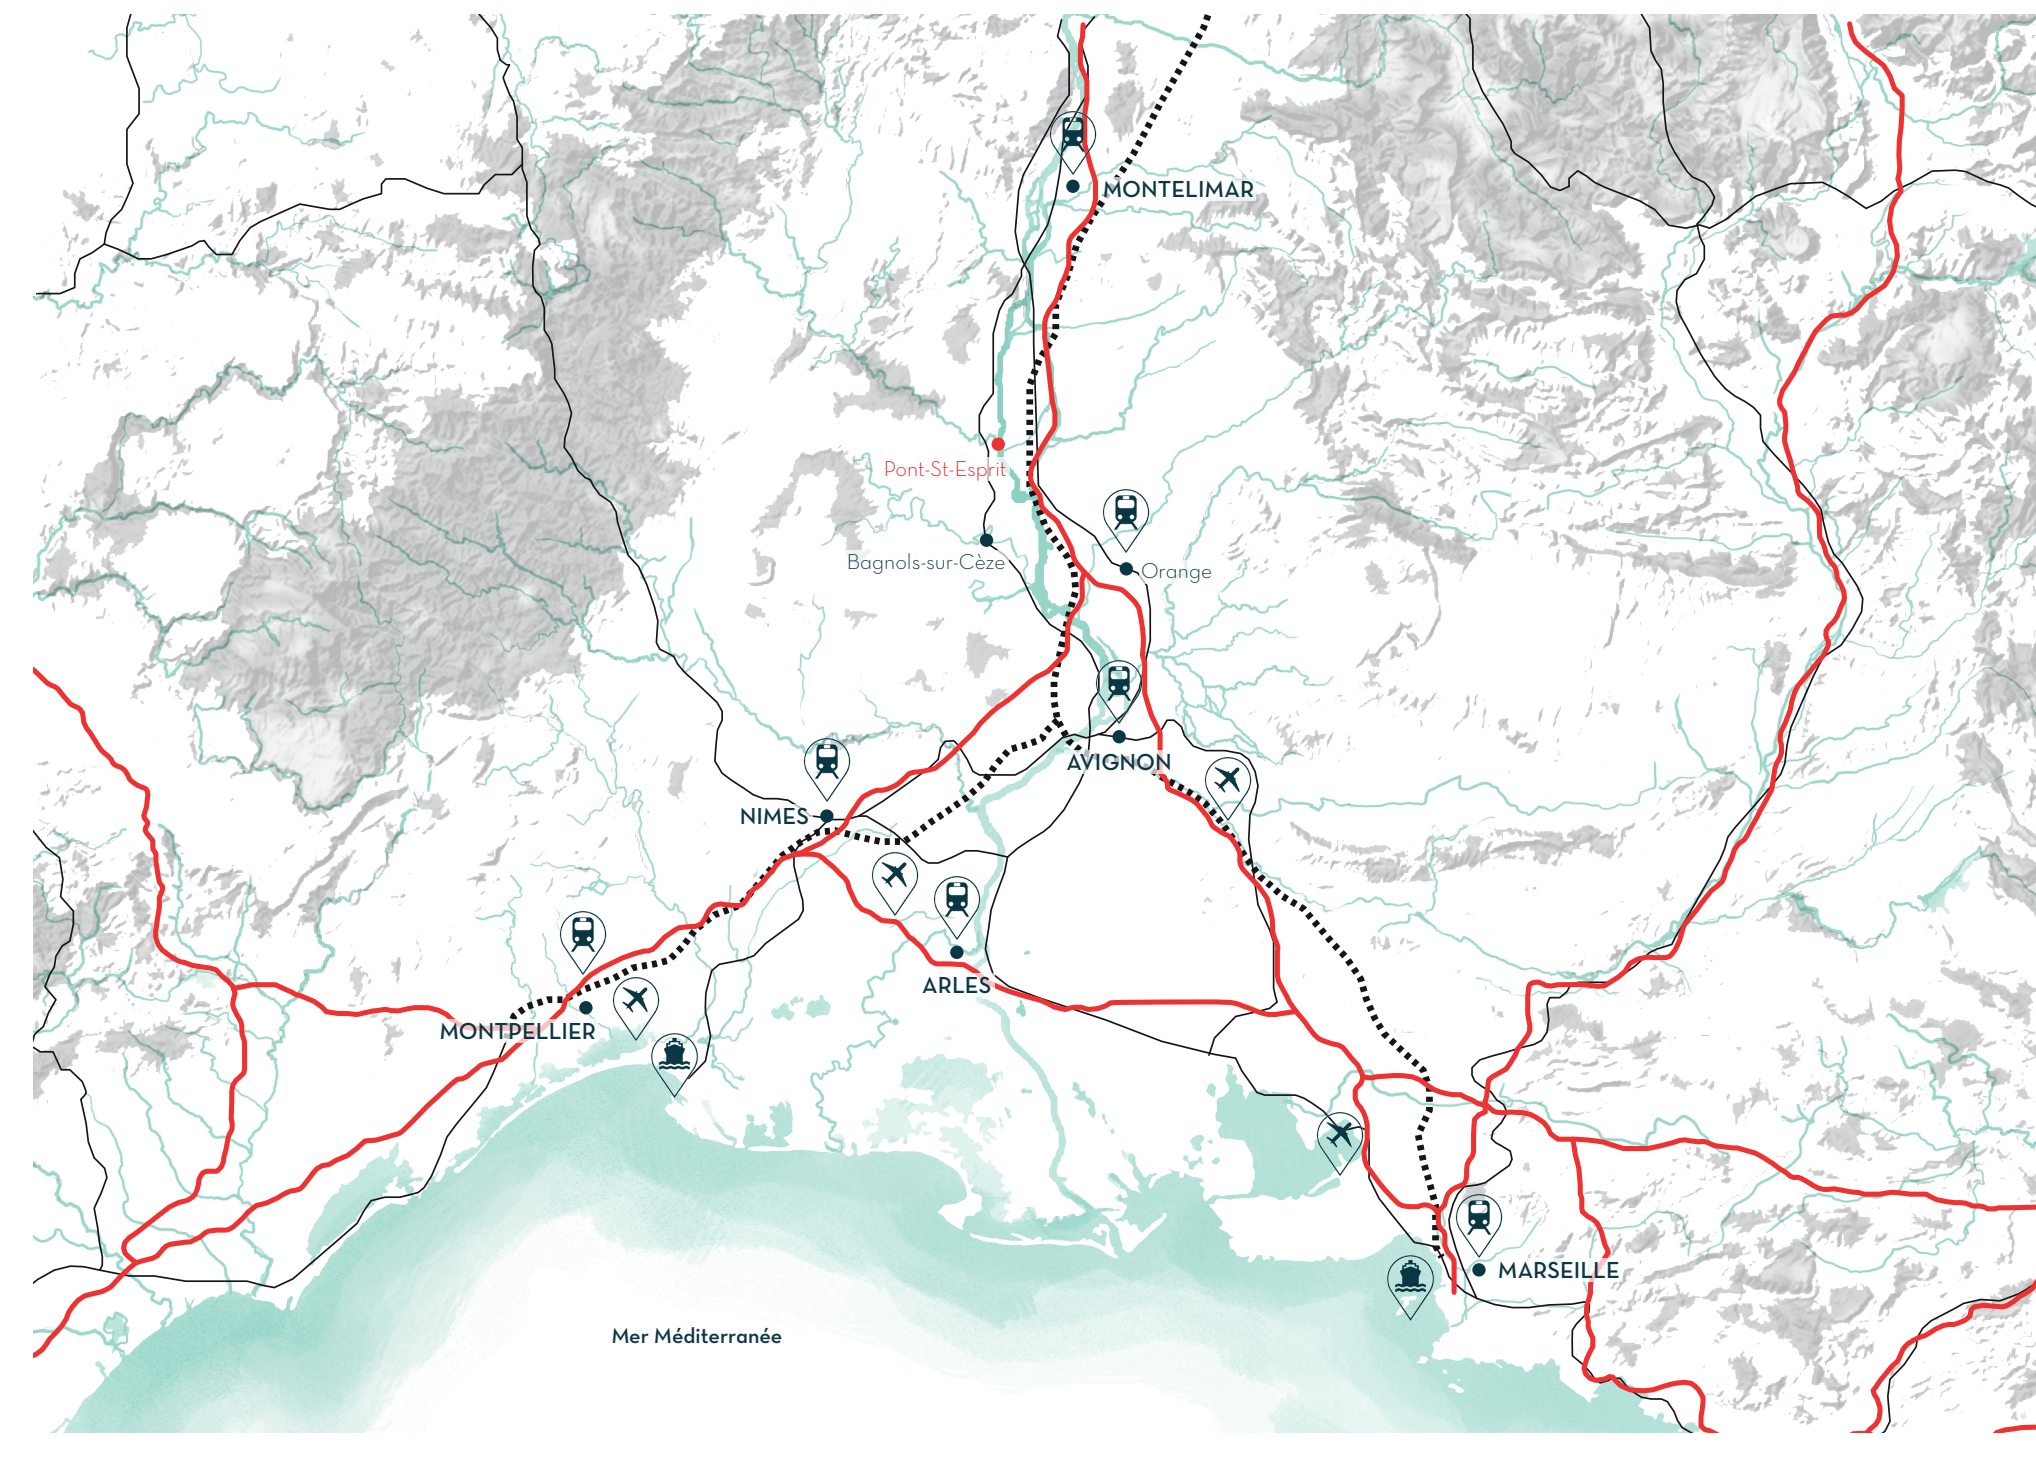 MONTELIMAR
Pont-St-Esprit
Bagnols-sur-Cèze
Orange
AVIGNON
NIMES
ARLES
MONTPELLIER
MARSEILLE
Mer Méditerranée